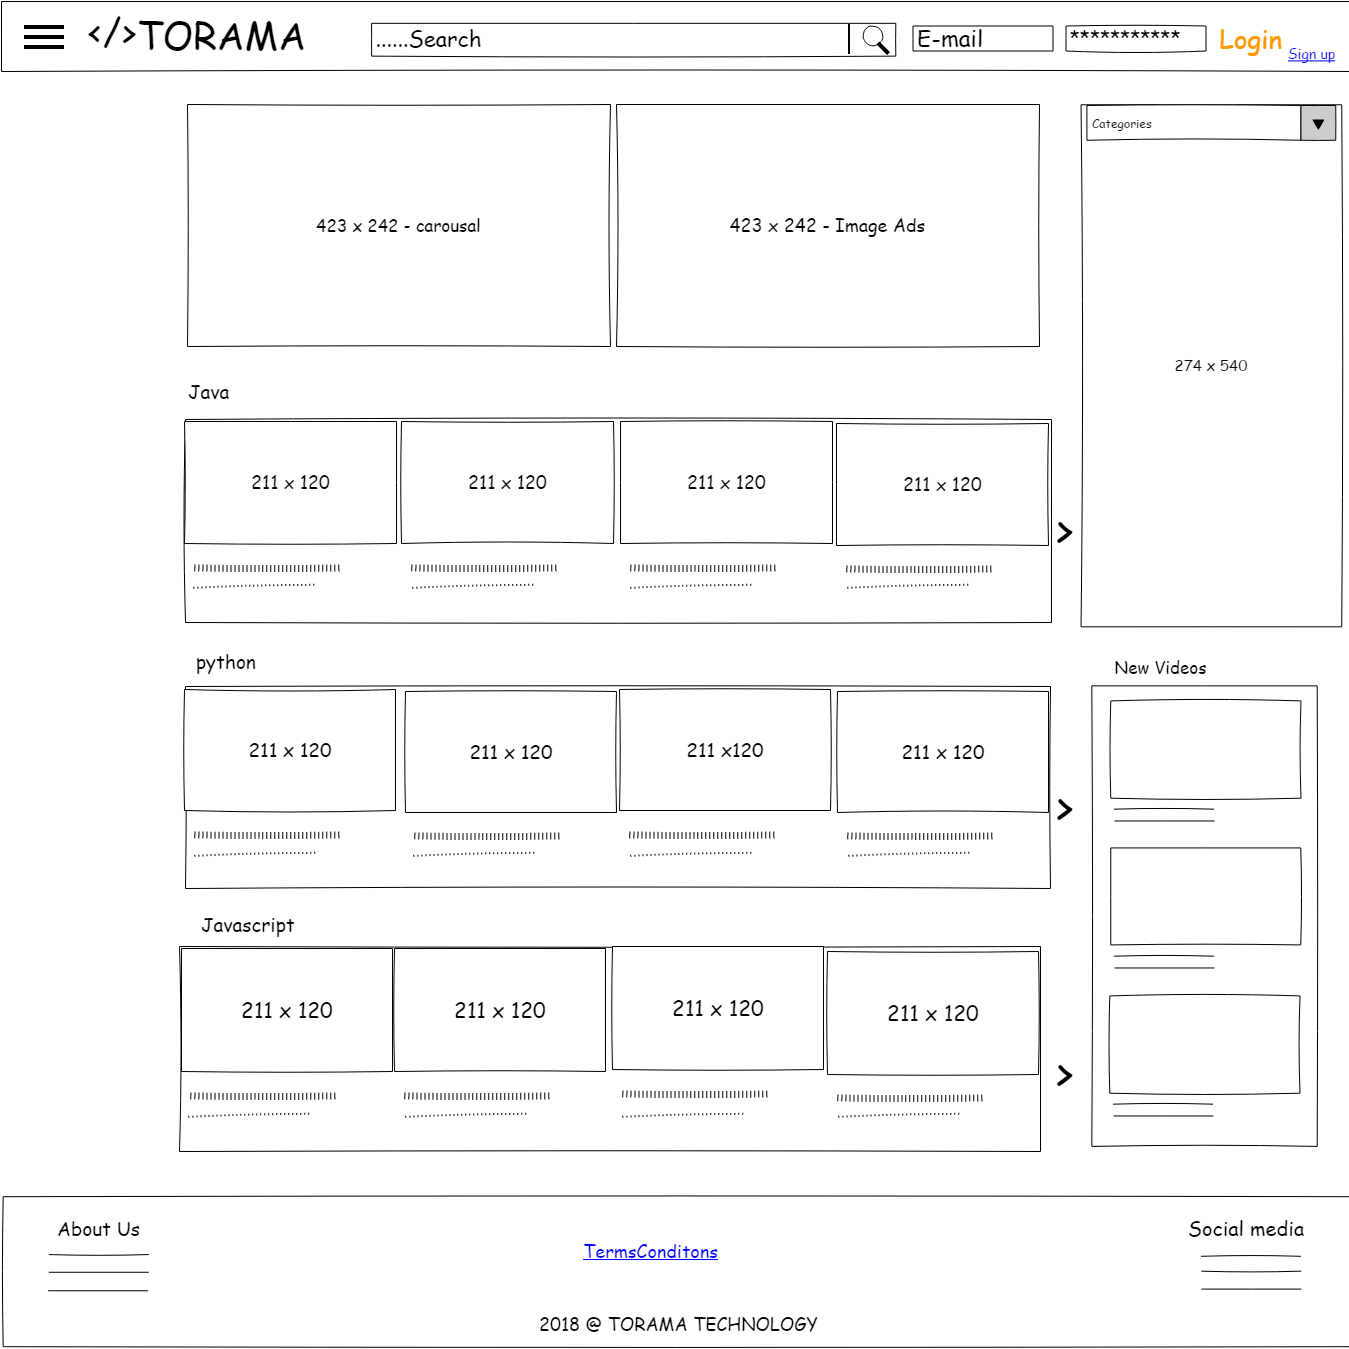 </>TORAMA
......Search
E-mail
***********
Login
Sign up
423 x 242 - carousal
423 x 242 - Image Ads
Categories
▼
274 x 540
Java
211 x 120
211 x 120
211 x 120
211 x 120
>
python
211 x 120
211 x 120
211 x120
211 x 120
>
New Videos
Javascript
211 x 120
211 x 120
211 x 120
211 x 120
>
About Us
TermsConditons
Social media
2018 @ TORAMA TECHNOLOGY